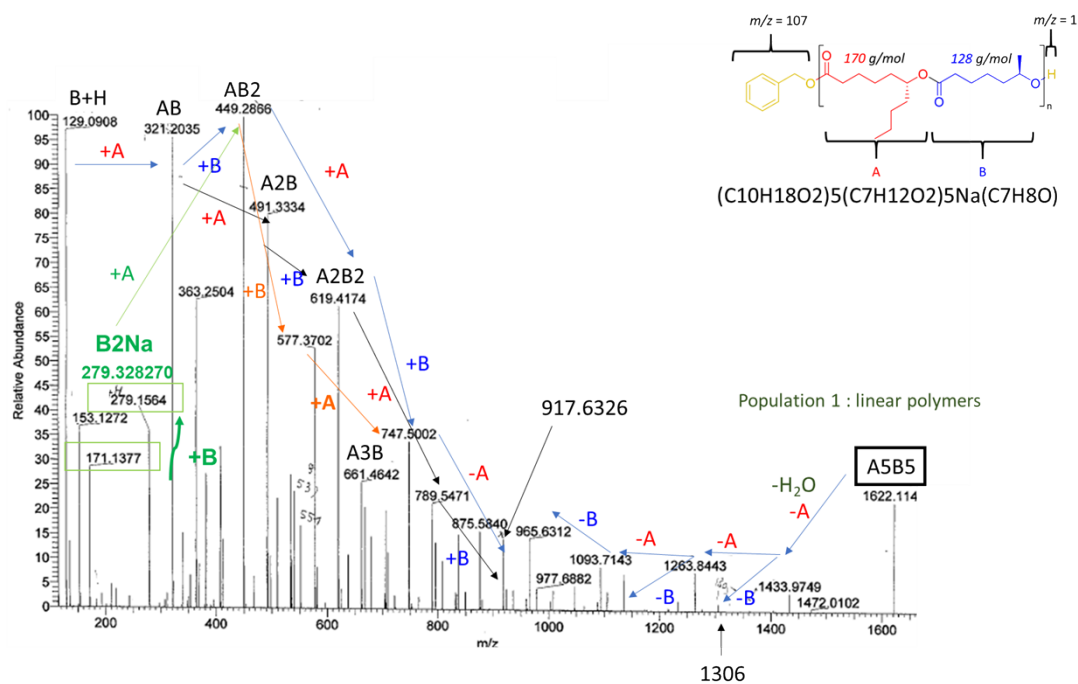 m/z = 107
m/z = 1
170 g/mol
128 g/mol
O
O
O
O
O
H
n
A
B
(C10H18O2)5(C7H12O2)5Na(C7H8O)
B+H
129.0908
AB
321.2035
AB2
449.2866
+A
+B
+A
A2B
491.3334
+A
+A
+B
363.2504
+B
A2B2
619.4174
577.3702
B2Na
279.328270
+H
279.1564
153.1272
171.1377
+B
+A
+A
+B
747.5002
917.6326
Population 1 : linear polymers
A3B
661.4642
789.5471
-A
875.5840
+B
965.6312
977.6882
-B
-A
1093.7143
-B
-A
1263.8443
-B
-H2O
-A
A5B5
1622.114
1433.9749
1472.0102
1306
551
Relative Abundance
100
95
90
85
80
75
70
65
60
55
50
45
40
35
30
25
20
15
10
5
0
200
400
600
800
1000
1200
1400
1600
m/z